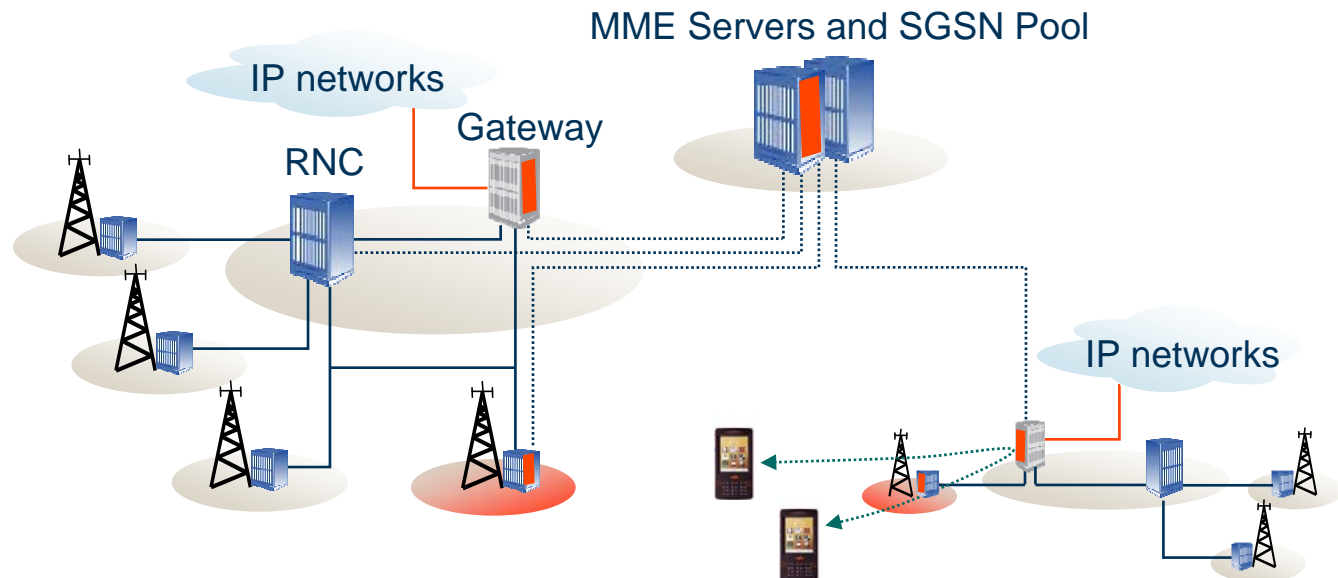 MME Servers and SGSN Pool
IP networks
Gateway
RNC
IP networks